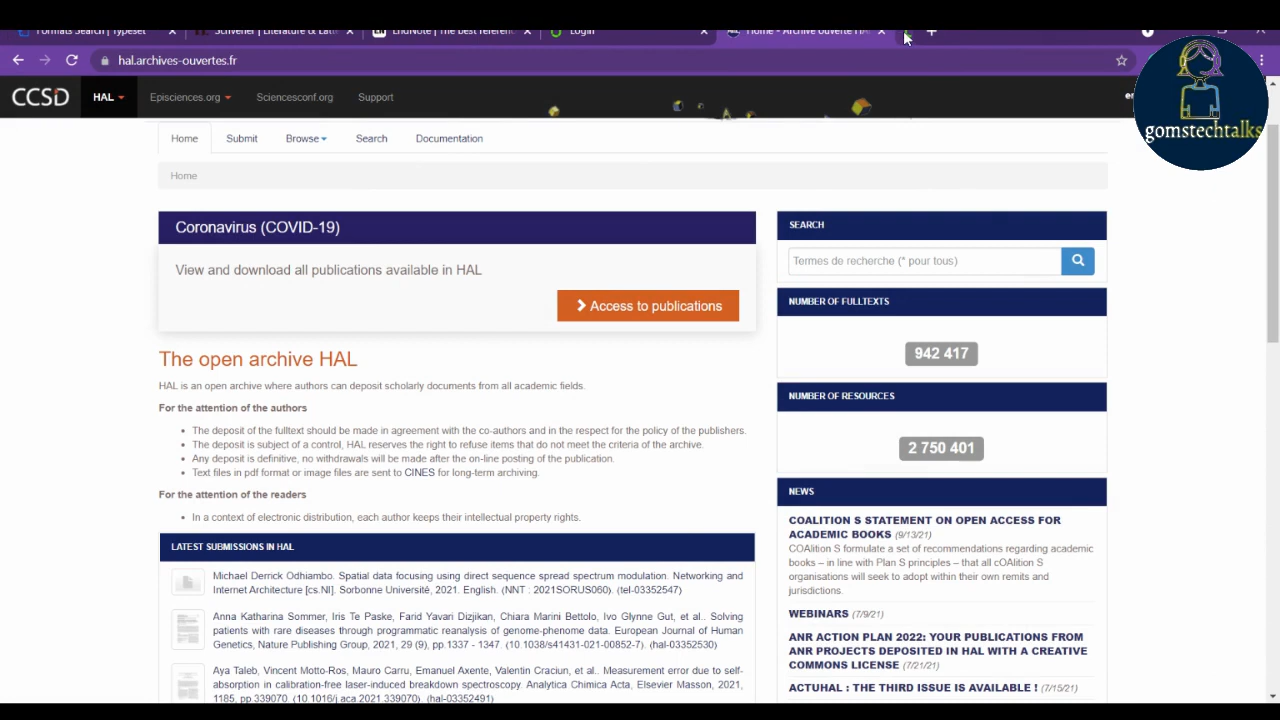 Formats Search | Typeset
Scrivener | Literature & Latte
EndNote | The best reference
Login
Home - Archive ouverte HAL
hal.archives-ouvertes.fr
gomstechtalks
CCSD
HAL
Episciences.org
Sciencesconf.org
Support
Home
Submit
Browse
Search
Documentation
Home
Coronavirus (COVID-19)
View and download all publications available in HAL
Access to publications
The open archive HAL
HAL is an open archive where authors can deposit scholarly documents from all academic fields.
For the attention of the authors
• The deposit of the fulltext should be made in agreement with the co-authors and in the respect for the policy of the publishers.
• The deposit is subject of a control, HAL reserves the right to refuse items that do not meet the criteria of the archive.
• Any deposit is definitive, no withdrawals will be made after the on-line posting of the publication.
• Text files in pdf format or image files are sent to CINES for long-term archiving.
For the attention of the readers
• In a context of electronic distribution, each author keeps their intellectual property rights.
LATEST SUBMISSIONS IN HAL
Michael Derrick Odhiambo. Spatial data focusing using direct sequence spread spectrum modulation. Networking and
Internet Architecture [cs.NI]. Sorbonne Université, 2021. English. (NNT : 2021SORUS060). (tel-03352547)
Anna Katharina Sommer, Iris Te Paske, Farid Yavari Dizjikan, Chiara Marini Bettolo, Ivo Glynne Gut, et al.. Solving
patients with rare diseases through programmatic reanalysis of genome-phenome data. European Journal of Human
Genetics, Nature Publishing Group, 2021, 29 (9), pp.1337 - 1347. (10 1038/s41431-021-00852-7). (hal-03352530)
Aya Taleb, Vincent Motto-Ros, Mauro Carru, Emanuel Axente, Valentin Craciun, et al.. Measurement error due to self-
absorption in calibration-free laser-induced breakdown spectroscopy. Analytica Chimica Acta, Elsevier Masson, 2021,
1185, pp.339070. (10.1016/j.aca.2021.339070). (hal-03352491)
SEARCH
Termes de recherche (* pour tous)
NUMBER OF FULLTEXTS
942 417
NUMBER OF RESOURCES
2 750 401
NEWS
COALITION S STATEMENT ON OPEN ACCESS FOR
ACADEMIC BOOKS (9/13/21)
COAlition S formulate a set of recommendations regarding academic
books – in line with Plan S principles – that all cOAlition S
organisations will seek to adopt within their own remits and
jurisdictions.
WEBINARS (7/9/21)
ANR ACTION PLAN 2022: YOUR PUBLICATIONS FROM
ANR PROJECTS DEPOSITED IN HAL WITH A CREATIVE
COMMONS LICENSE (7/21/21)
ACTUHAL : THE THIRD ISSUE IS AVAILABLE ! (7/15/21)